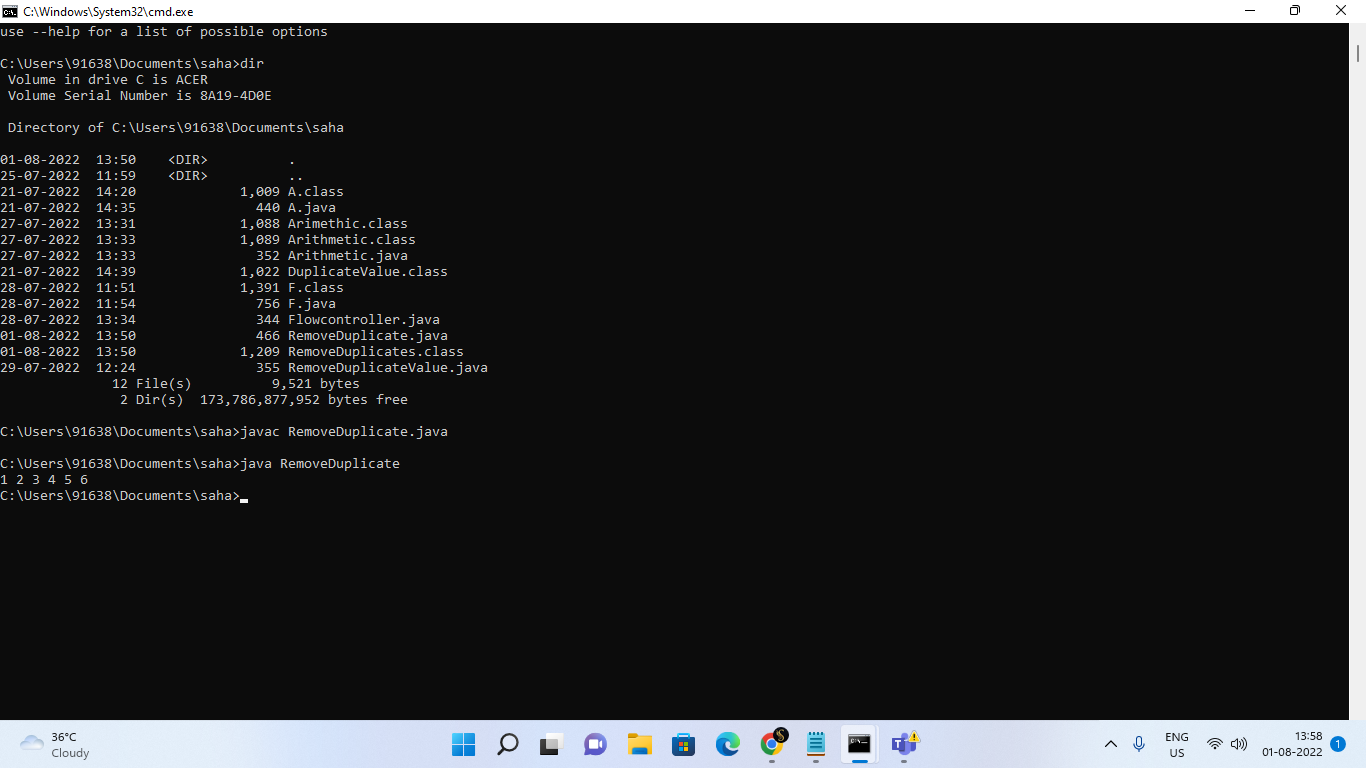 C:\Windows\System32\cmd.exe
use --help for a list of possible options
C:\Users\91638\Documents\saha>dir
Volume in drive C is ACER
Volume Serial Number is 8A19-4D0E
Directory of C:\Users\91638\Documents\saha
01-08-2022  13:50    <DIR>          .
25-07-2022  11:59    <DIR>          ..
21-07-2022  14:20             1,009 A.class
21-07-2022  14:35               440 A.java
27-07-2022  13:31             1,088 Arimethic.class
27-07-2022  13:33             1,089 Arithmetic.class
27-07-2022  13:33               352 Arithmetic.java
21-07-2022  14:39             1,022 DuplicateValue.class
28-07-2022  11:51             1,391 F.class
28-07-2022  11:54               756 F.java
28-07-2022  13:34               344 Flowcontroller.java
01-08-2022  13:50               466 RemoveDuplicate.java
01-08-2022  13:50             1,209 RemoveDuplicates.class
29-07-2022  12:24               355 RemoveDuplicateValue.java
12 File(s)          9,521 bytes
2 Dir(s)  173,786,877,952 bytes free
C:\Users\91638\Documents\saha>javac RemoveDuplicate.java
C:\Users\91638\Documents\saha>java RemoveDuplicate
1 2 3 4 5 6
C:\Users\91638\Documents\saha>
36°C
Cloudy
ENG
US
13:58
01-08-2022
1